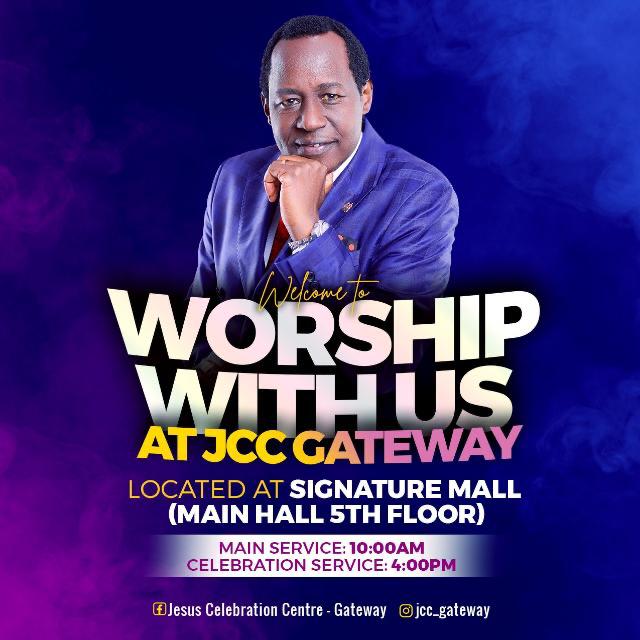 Welcome to
WORSHIP
WITH US
AT JCC GATEWAY
LOCATED AT SIGNATURE MALL
(MAIN HALL 5TH FLOOR)
MAIN SERVICE: 10:00AM
CELEBRATION SERVICE: 4:00PM
Jesus Celebration Centre - Gateway jcc_gateway